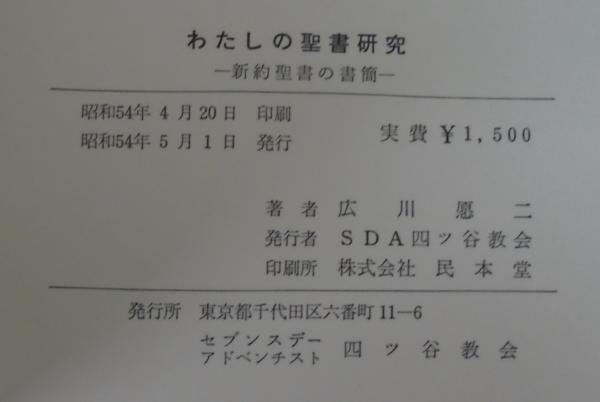 わたしの聖書研究
―新約聖書の書簡―
昭和54年 4 月 20 日 印刷
昭和54年 5 月 1 日 発行
実費 ¥1,500
著者 広川愿二
発行者 SDA四ッ谷教会
印刷所 株式会社 民本堂
発行所 東京都千代田区六番町11―6
セブンスデー
アドベンチスト 四ッ谷教会